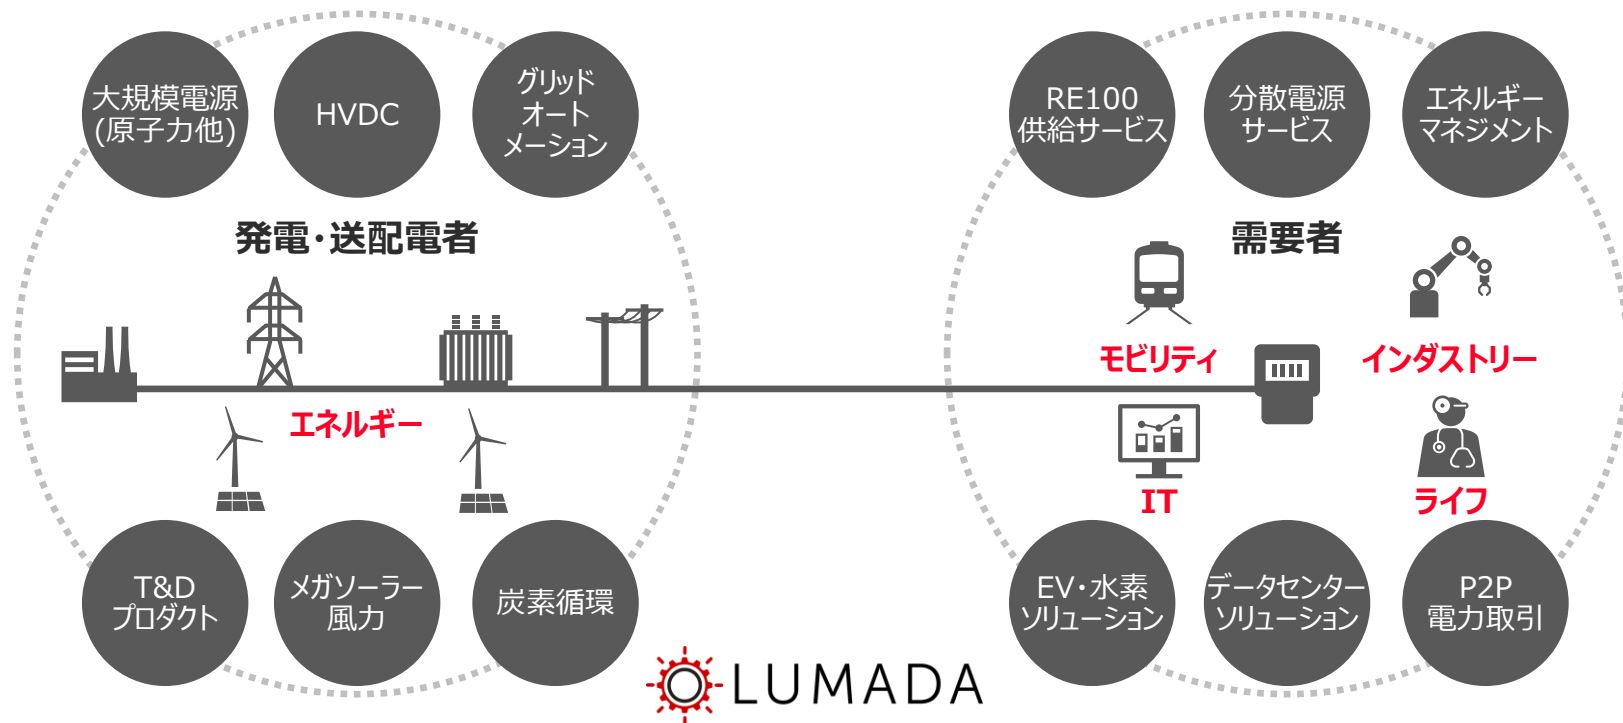 大規模電源
(原子力他)
HVDC
グリッド
オート
メーション
発電・送配電者
エネルギー
T&D
プロダクト
メガソーラー
風力
炭素循環
RE100
供給サービス
分散電源
サービス
エネルギー
マネジメント
需要者
モビリティ
インダストリー
IT
ライフ
EV・水素
ソリューション
データセンター
ソリューション
P2P
電力取引
LUMADA